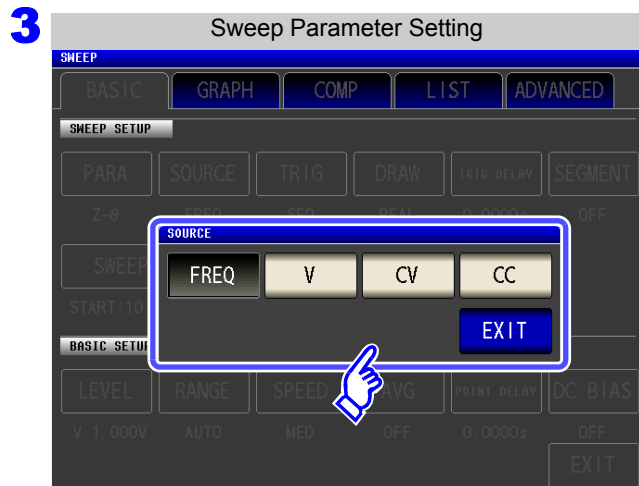 3
Sweep Parameter Setting
SWEEP
BASIC GRAPH COMP LIST ADVANCED
SWEEP SETUP
PARA SOURCE TRIG DRAW TRIG DELAY SEGMENT
Z-θ FREQ SEQ REAL 0.0000s OFF
SOURCE
SWEEP
FREQ V CV CC
START:10
EXIT
BASIC SETUP
LEVEL RANGE SPEED AVG POINT DELAY DC BIAS
V 1.000V AUTO MED OFF 0.0000s OFF
EXIT